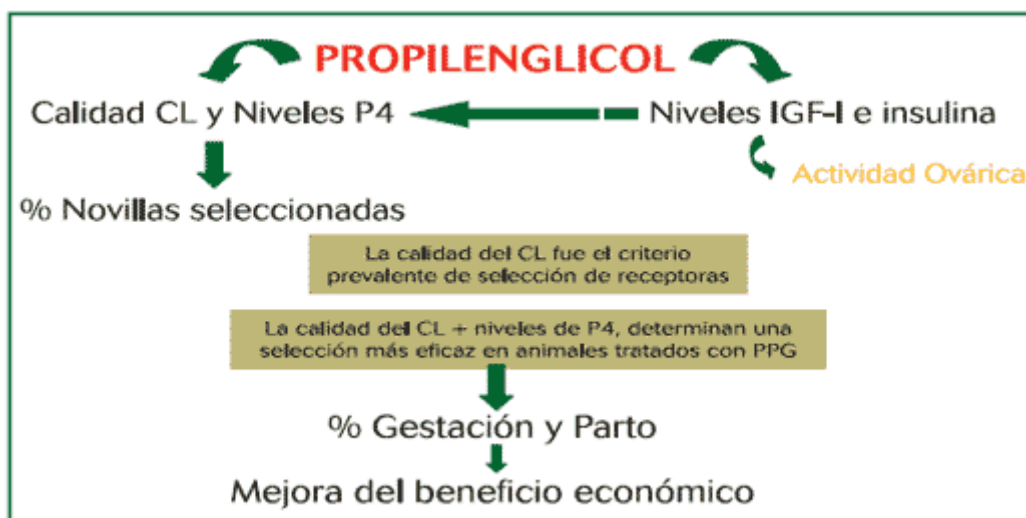 PROPILENGLICOL
Calidad CL y Niveles P4
Niveles IGF-I e insulina
Actividad Ovárica
% Novillas seleccionadas
La calidad del CL fue el criterio
prevalente de selección de receptoras
La calidad del CL + niveles de P4, determinan una
selección más eficaz en animales tratados con PPG
% Gestación y Parto
Mejora del beneficio económico